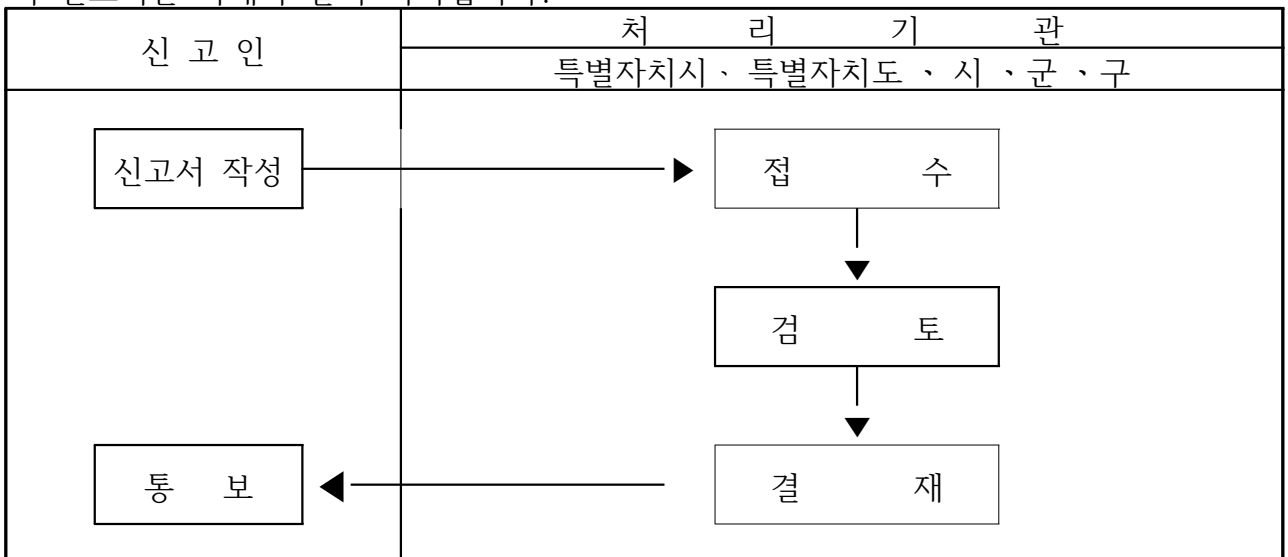 신 고 인
처 리 기 관
특별자치시、특별자치도、시、군、구
신고서 작성
접 수
검 토
통 보
결 재